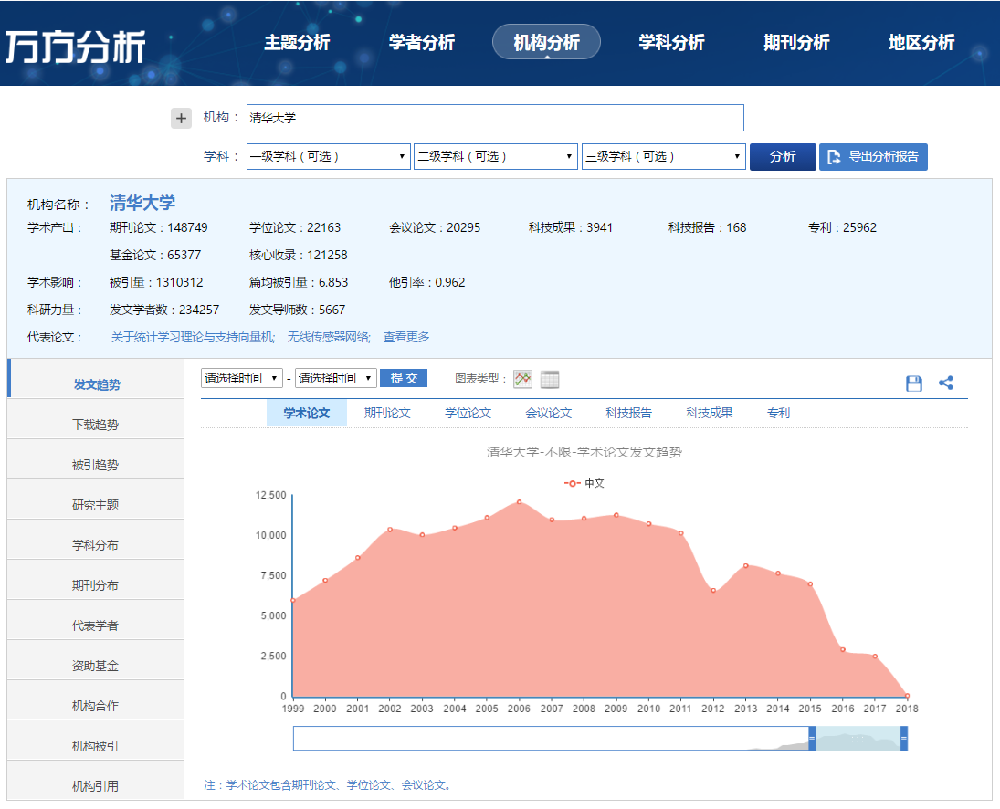 万方分析 主题分析 学者分析 机构分析 学科分析 期刊分析 地区分析
+ 机构： 清华大学
学科： 一级学科（可选） 二级学科（可选） 三级学科（可选） 分析 导出分析报告
机构名称： 清华大学
学术产出： 期刊论文：148749 学位论文：22163 会议论文：20295 科技成果：3941 科技报告：168 专利：25962
基金论文：65377 核心收录：121258
学术影响： 被引量：1310312 篇均被引量：6.853 他引率：0.962
科研力量： 发文学者数：234257 发文导师数：5667
代表论文： 关于统计学习理论与支持向量机; 无线传感器网络; 查看更多
发文趋势
下载趋势
被引趋势
研究主题
学科分布
期刊分布
代表学者
资助基金
机构合作
机构被引
机构引用
请选择时间 - 请选择时间 提交 图表类型：
学术论文 期刊论文 学位论文 会议论文 科技报告 科技成果 专利
清华大学-不限-学术论文发文趋势
中文
12,500
10,000
7,500
5,000
2,500
0
1999 2000 2001 2002 2003 2004 2005 2006 2007 2008 2009 2010 2011 2012 2013 2014 2015 2016 2017 2018
注：学术论文包含期刊论文、学位论文、会议论文。